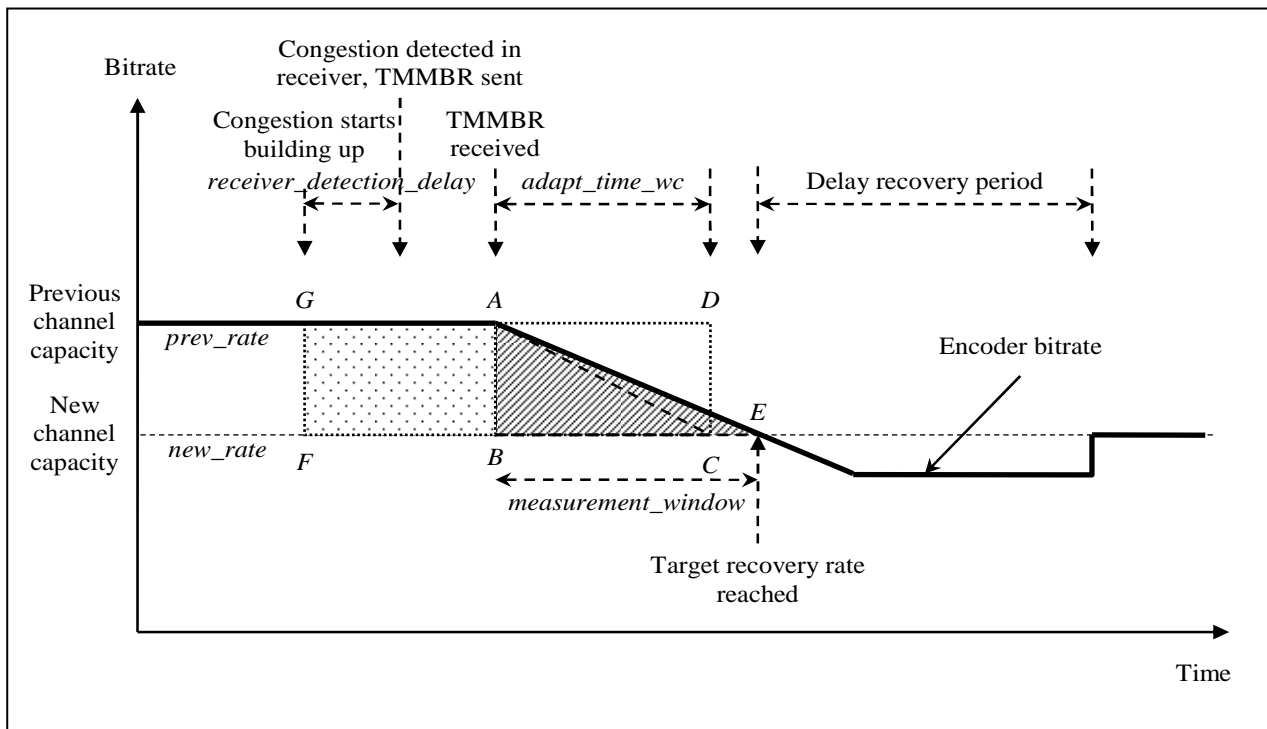 Congestion detected in
receiver, TMMBR sent
Bitrate
Congestion starts
building up
TMMBR
received
receiver_detection_delay
adapt_time_wc
Delay recovery period
Previous
channel
capacity
G
A
D
prev_rate
Encoder bitrate
New
channel
capacity
E
new_rate
F
B
C
measurement_window
Target recovery rate
reached
Time